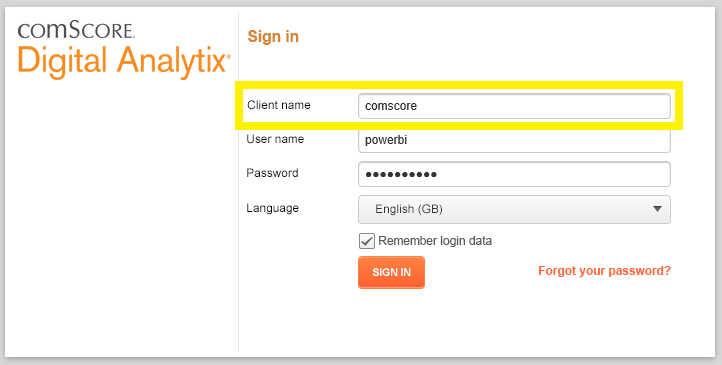 comScore.
Digital Analytix®
Sign in
Client name
comscore
User name
powerbi
Password
••••••••••
Language
English (GB)
Remember login data
SIGN IN
Forgot your password?